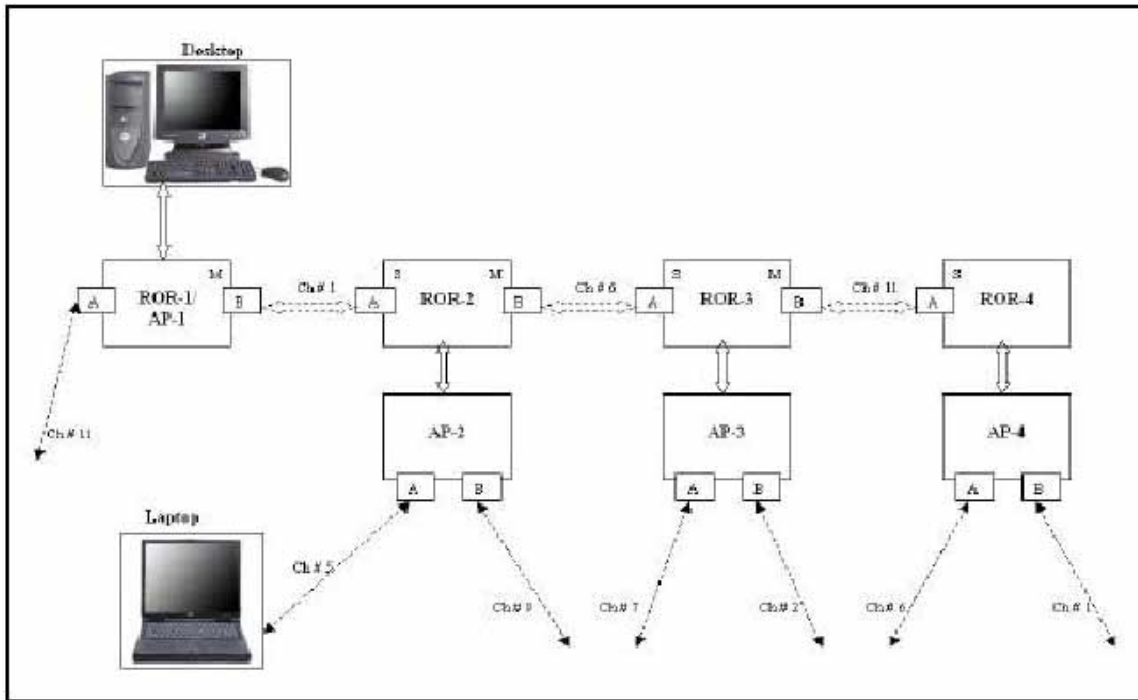 Desktop
M
A
ROR-1/
AP-1
B
Ch # 1
S
M
A
ROR-2
B
Ch # 6
S
M
A
ROR-3
B
Ch # 11
S
A
ROR-4
Ch # 11
AP-2
A
B
AP-3
A
B
AP-4
A
B
Laptop
Ch # 5
Ch # 9
Ch # 7
Ch # 2
Ch # 6
Ch # 1